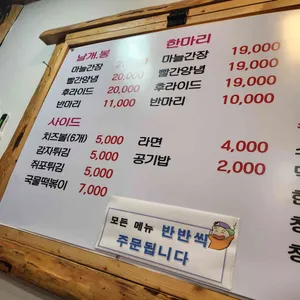 날개,봉
마늘간장
빨간양념 20,000
후라이드 20,000
반마리 11,000
한마리
마늘간장 19,000
빨간양념 19,000
후라이드 19,000
반마리 10,000
사이드
치즈볼(6개) 5,000
감자튀김 5,000
쥐포튀김 5,000
국물떡볶이 7,000
라면 4,000
공기밥 2,000
모든 메뉴 반반씩
주문됩니다